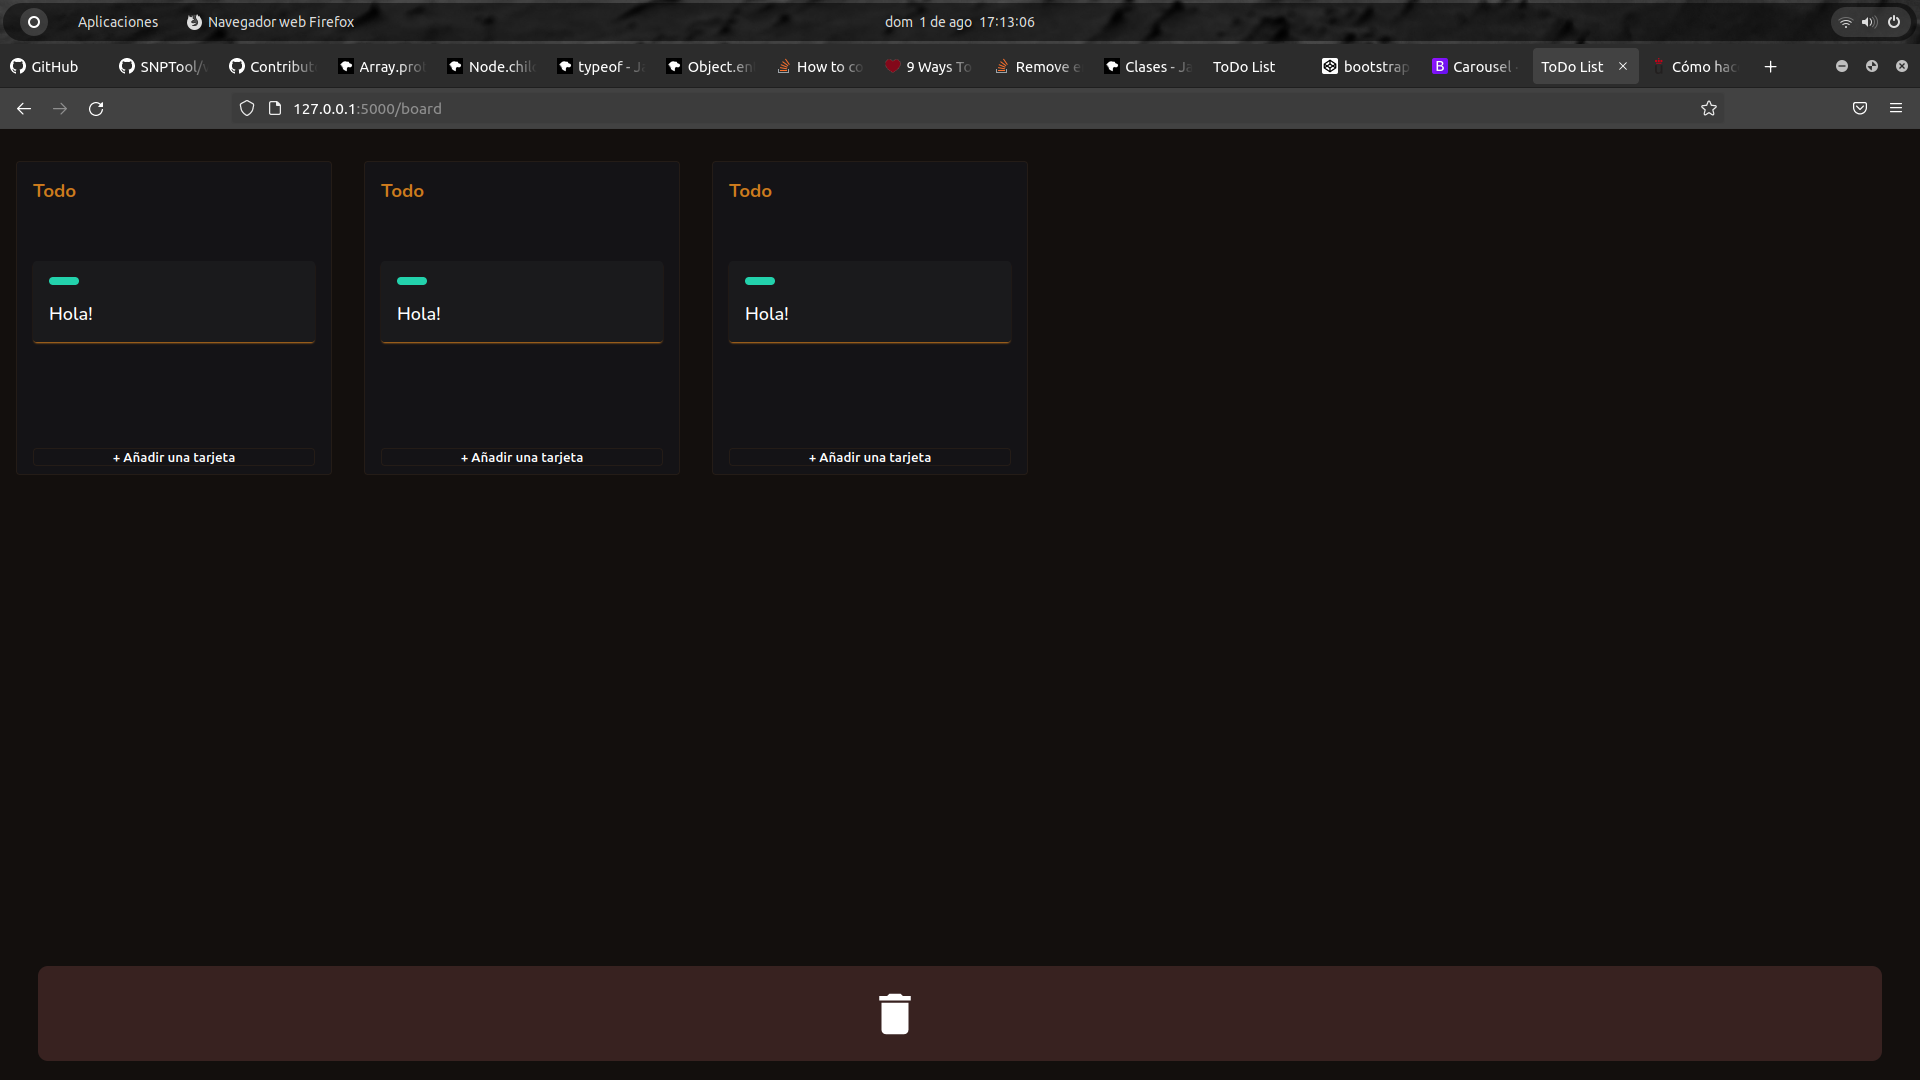 Aplicaciones Navegador web Firefox dom 1 de ago 17:13:06
GitHub SNPTool/v Contribut Array.pro Node.chil typeof - Ja Object.en How to co 9 Ways To Remove e Clases - Ja ToDo List bootstrap Carousel - ToDo List Cómo hac
127.0.0.1:5000/board
Todo Todo Todo
Hola! Hola! Hola!
+ Añadir una tarjeta + Añadir una tarjeta + Añadir una tarjeta